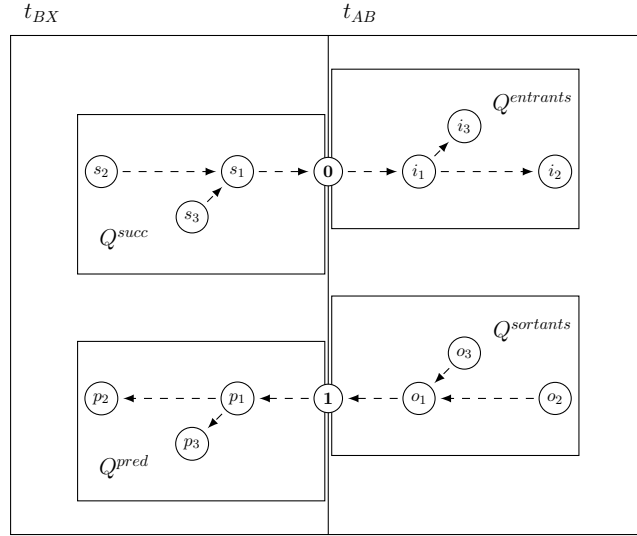 t_{BX} t_{AB}
Q^{entrants}
i_3
s_2 s_1 0 i_1 i_2
s_3
Q^{succ}
Q^{sortants}
o_3
p_2 p_1 1 o_1 o_2
p_3
Q^{pred}